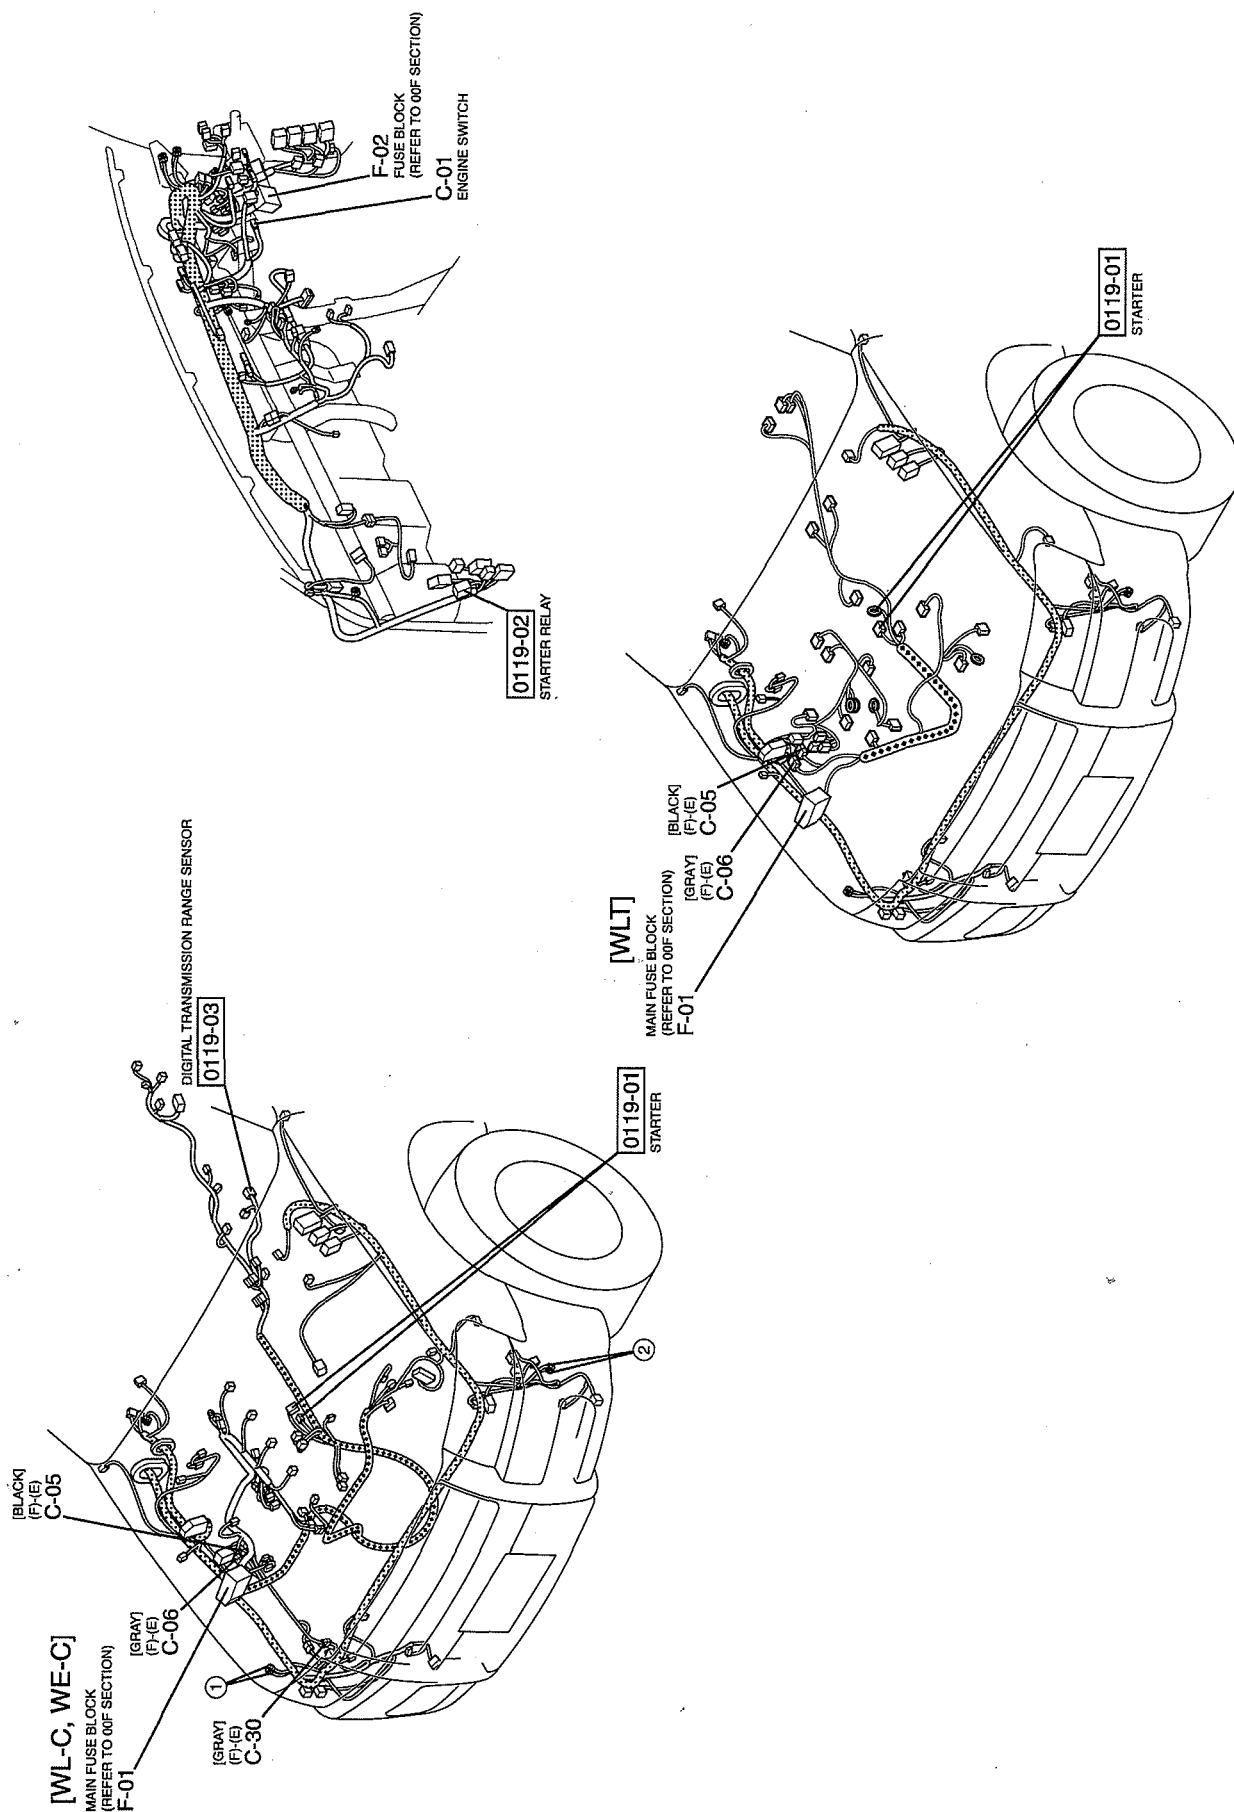 [WL-C, WE-C]
MAIN FUSE BLOCK
(REFER TO 00F SECTION)
F-01
[GRAY]
(F)-(E)
C-06
[BLACK]
(F)-(E)
C-05
[GRAY]
(F)-(E)
C-30
1
2
DIGITAL TRANSMISSION RANGE SENSOR
0119-03
0119-01
STARTER
0119-02
STARTER RELAY
F-02
FUSE BLOCK
(REFER TO 00F SECTION)
C-01
ENGINE SWITCH
[WLT]
MAIN FUSE BLOCK
(REFER TO 00F SECTION)
F-01
[GRAY]
(F)-(E)
C-06
[BLACK]
(F)-(E)
C-05
0119-01
STARTER